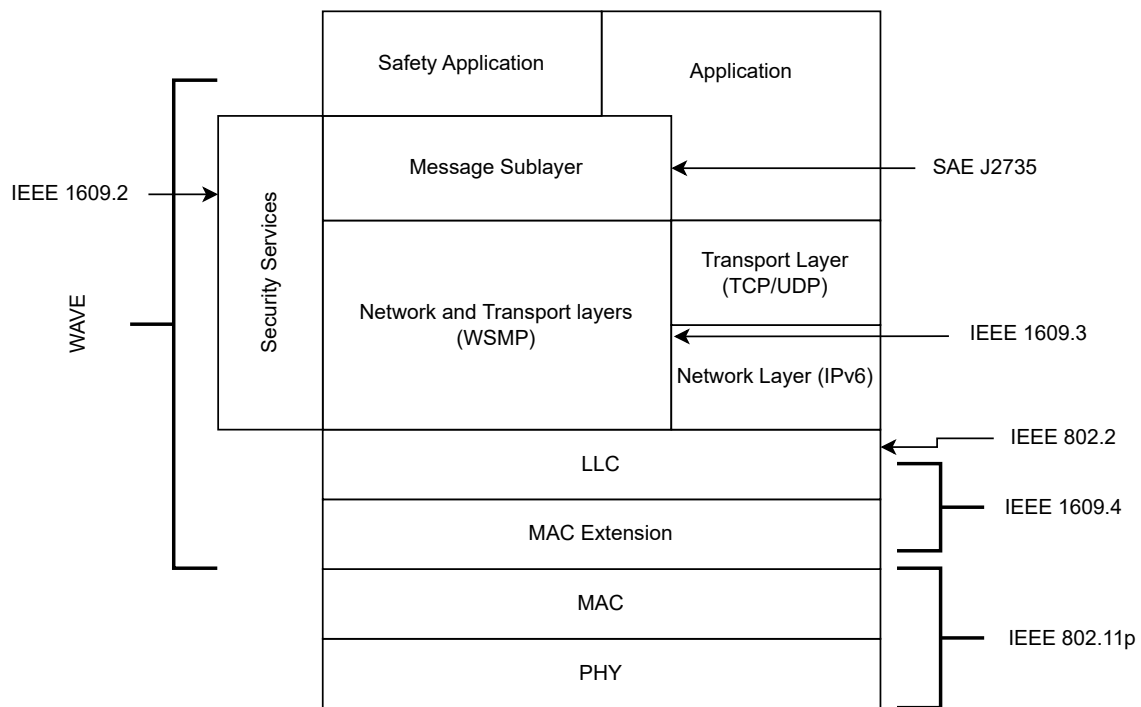 Safety Application
Application
Message Sublayer
SAE J2735
IEEE 1609.2
Security Services
Transport Layer
(TCP/UDP)
Network and Transport layers
(WSMP)
WAVE
IEEE 1609.3
Network Layer (IPv6)
IEEE 802.2
LLC
IEEE 1609.4
MAC Extension
MAC
IEEE 802.11p
PHY